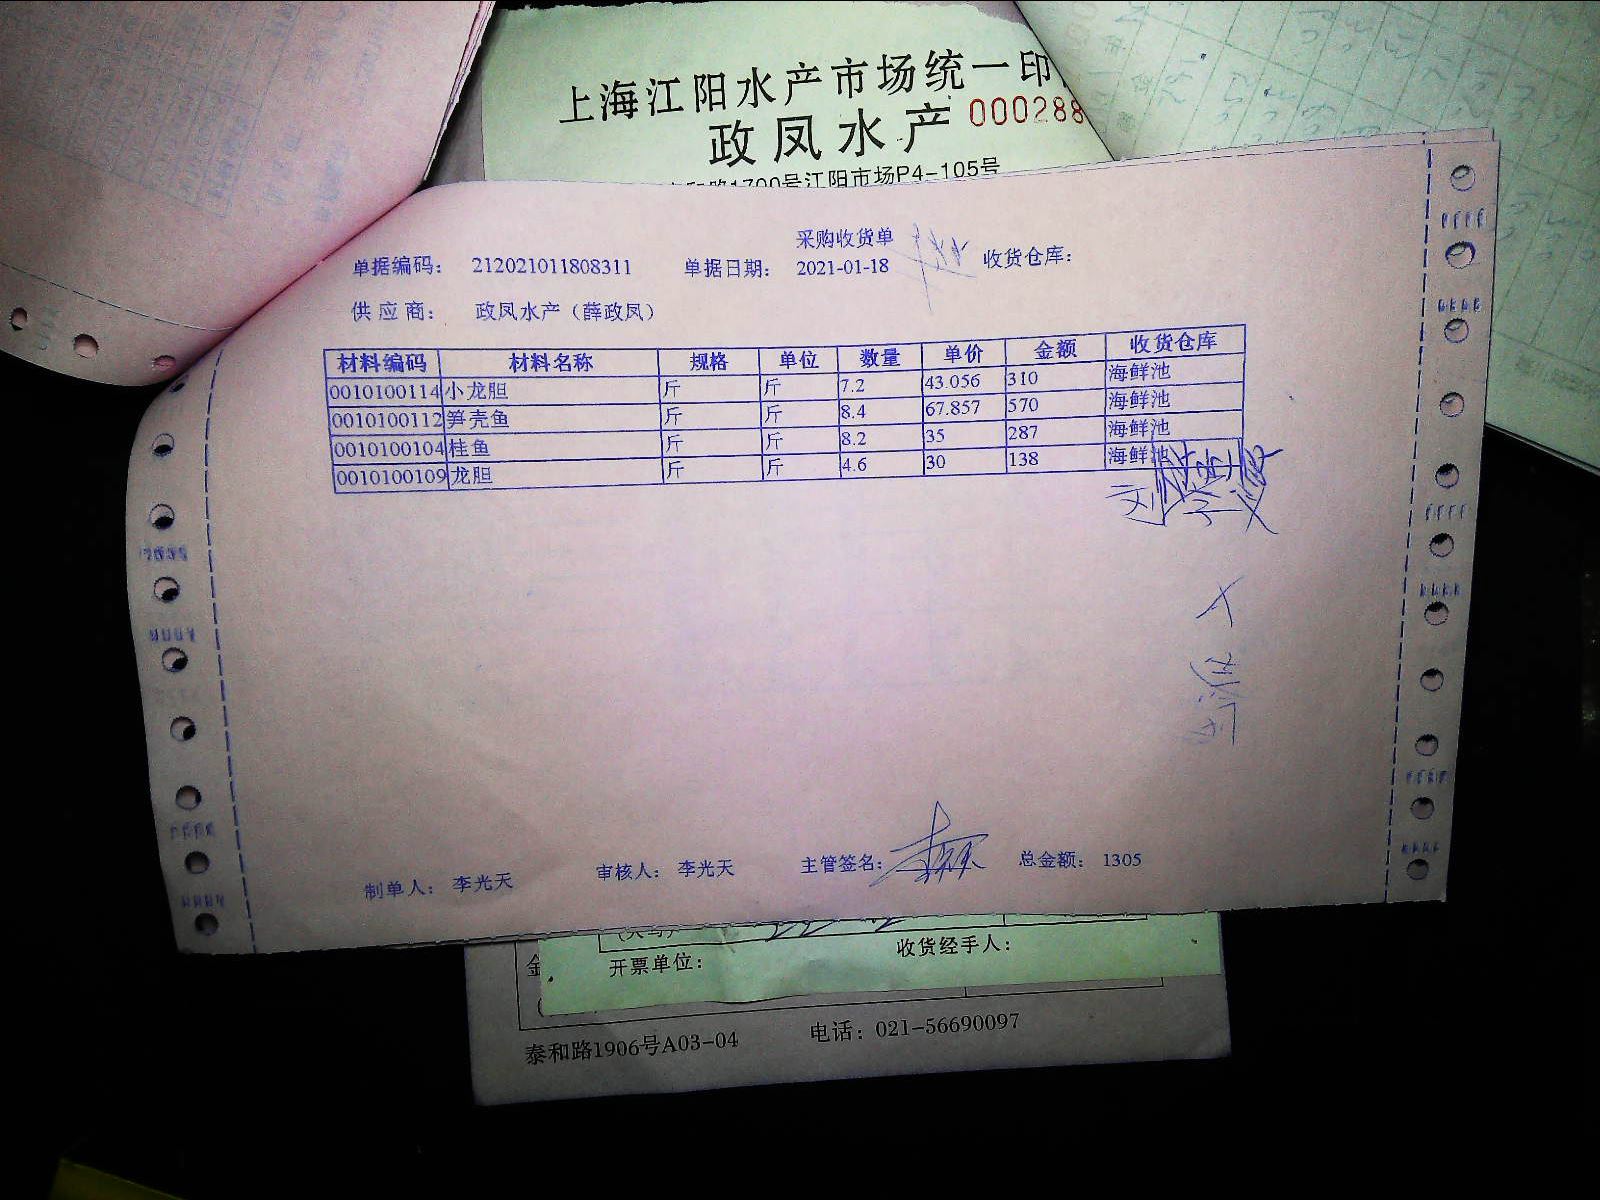 上海江阳水产市场统一印
政凤水产 000288
1700号江阳市场P4-105号
采购收货单
单据编码： 212021011808311 单据日期： 2021-01-18 收货仓库：
供应商： 政凤水产（薛政凤）
材料编码 材料名称 规格 单位 数量 单价 金额 收货仓库
0010100114 小龙胆 斤 斤 7.2 43.056 310 海鲜池
0010100112 笋壳鱼 斤 斤 8.4 67.857 570 海鲜池
0010100104 桂鱼 斤 斤 8.2 35 287 海鲜池
0010100109 龙胆 斤 斤 4.6 30 138 海鲜池
制单人： 李光天 审核人： 李光天 主管签名： 总金额： 1305
开票单位： 收货经手人：
泰和路1906号A03-04 电话：021-56690097